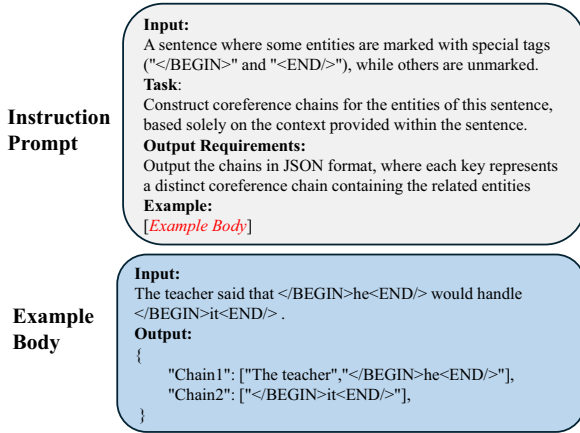 Instruction
Prompt
Input:
A sentence where some entities are marked with special tags
("</BEGIN>" and "<END/>"), while others are unmarked.
Task:
Construct coreference chains for the entities of this sentence,
based solely on the context provided within the sentence.
Output Requirements:
Output the chains in JSON format, where each key represents
a distinct coreference chain containing the related entities
Example:
[Example Body]
Example
Body
Input:
The teacher said that </BEGIN>he<END/> would handle
</BEGIN>it<END/> .
Output:
{
"Chain1": ["The teacher","</BEGIN>he<END/>"],
"Chain2": ["</BEGIN>it<END/>"],
}